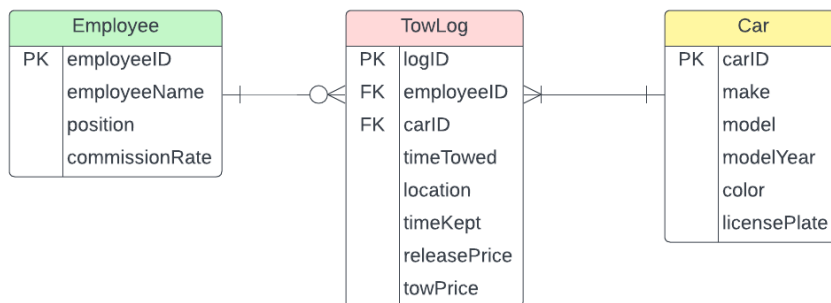 Employee
PK employeeID
employeeName
position
commissionRate
TowLog
PK logID
FK employeeID
FK carID
timeTowed
location
timeKept
releasePrice
towPrice
Car
PK carID
make
model
modelYear
color
licensePlate